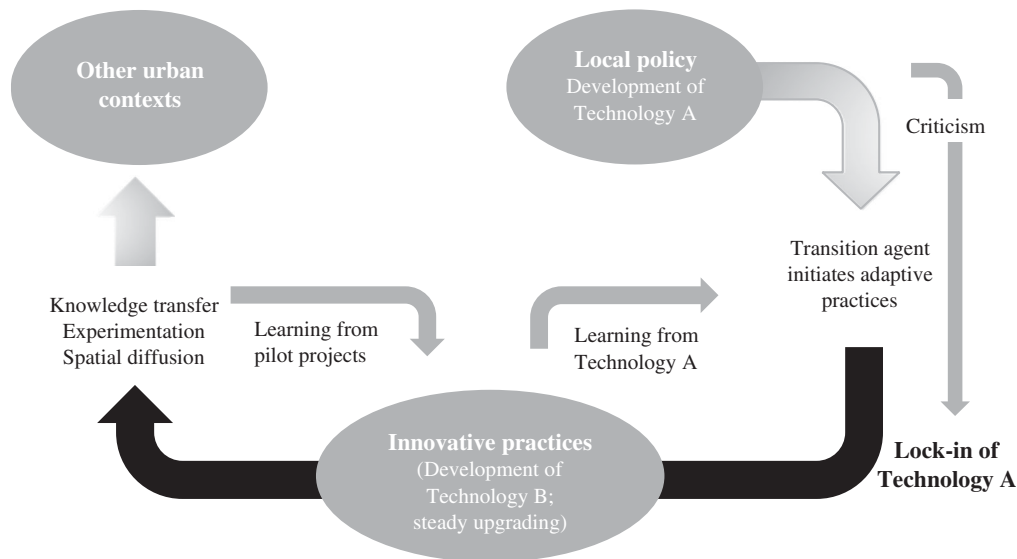 Other urban
contexts
Local policy
Development of
Technology A
Criticism
Transition agent
initiates adaptive
practices
Knowledge transfer
Experimentation
Spatial diffusion
Learning from
pilot projects
Learning from
Technology A
Innovative practices
(Development of
Technology B;
steady upgrading)
Lock-in of
Technology A